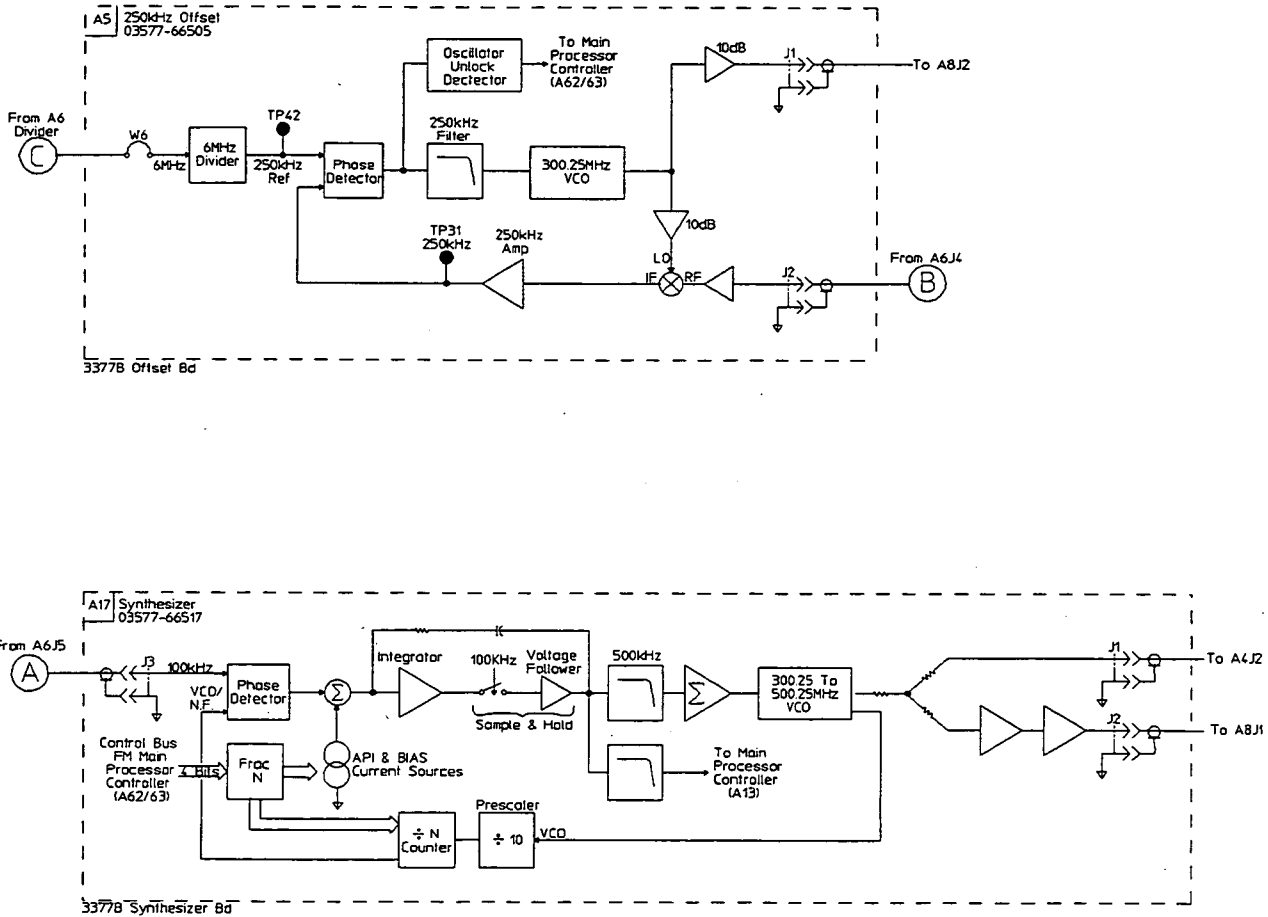 A5
250kHz Offset
03577-66505
From A6
Divider
C
W6
6MHz
6MHz
Divider
TP42
250kHz
Ref
Phase
Detector
Oscillator
Unlock
Dectector
To Main
Processor
Controller
(A62/63)
250kHz
Filter
300.25MHz
VCO
10dB
J1
To A8J2
10dB
LO
IF
RF
J2
From A6J4
B
250kHz
Amp
TP31
250kHz
3377B Offset Bd
A17
Synthesizer
03577-66517
From A6J5
A
J3
100kHz
VCO/
N.F.
Phase
Detector
Σ
Integrator
100KHz
Voltage
Follower
Sample & Hold
500kHz
Σ
300.25 To
500.25MHz
VCO
J1
To A4J2
J2
To A8J1
Control Bus
FM Main
Processor
Controller
(A62/63)
4 Bits
Frac
N
API & BIAS
Current Sources
To Main
Processor
Controller
(A13)
÷ N
Counter
Prescaler
÷ 10
VCO
3377B Synthesizer Bd